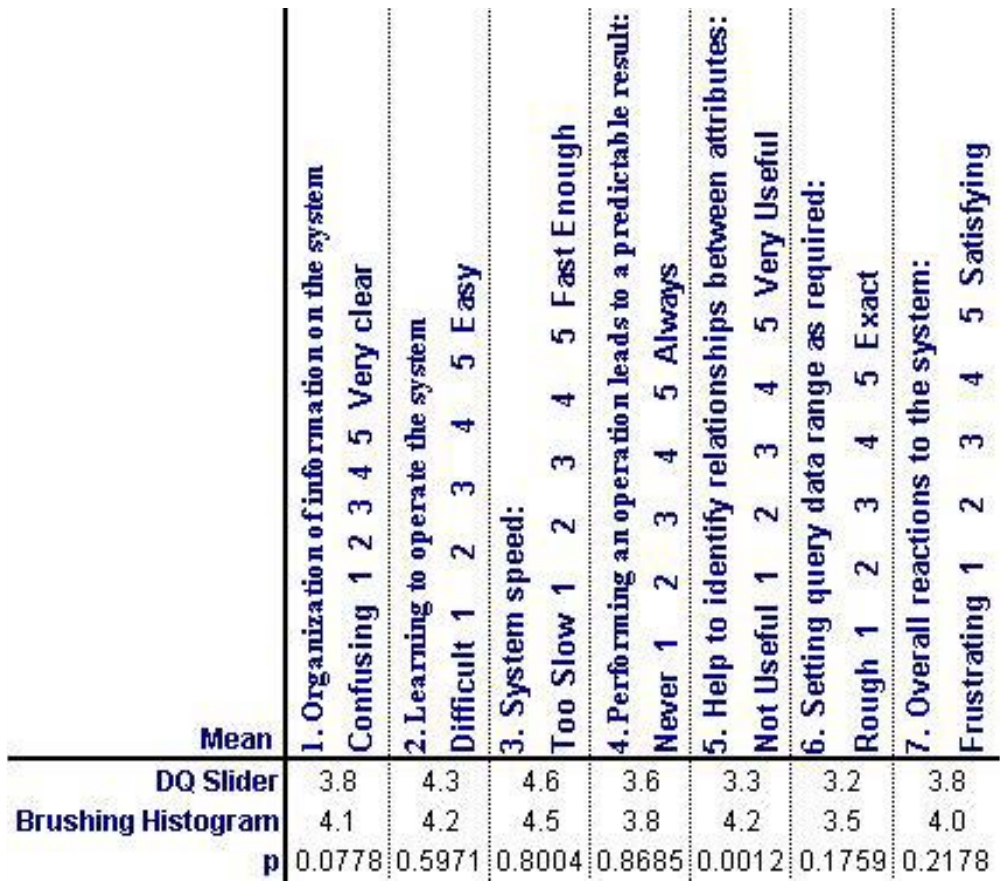 Mean
1. Organization of information on the system
Confusing 1 2 3 4 5 Very clear
2. Learning to operate the system
Difficult 1 2 3 4 5 Easy
3. System speed:
Too Slow 1 2 3 4 5 Fast Enough
4. Performing an operation leads to a predictable result:
Never 1 2 3 4 5 Always
5. Help to identify relationships between attributes:
Not Useful 1 2 3 4 5 Very Useful
6. Setting query data range as required:
Rough 1 2 3 4 5 Exact
7. Overall reactions to the system:
Frustrating 1 2 3 4 5 Satisfying
DQ Slider 3.8 4.3 4.6 3.6 3.3 3.2 3.8
Brushing Histogram 4.1 4.2 4.5 3.8 4.2 3.5 4.0
p 0.0778 0.5971 0.8004 0.8685 0.0012 0.1759 0.2178